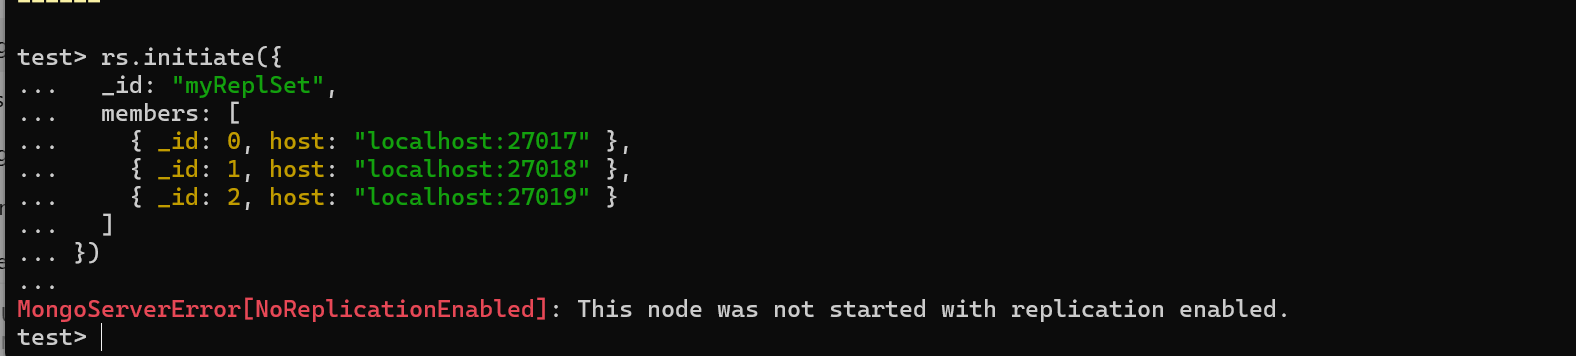 ------
test> rs.initiate({
...   _id: "myReplSet",
...   members: [
...     { _id: 0, host: "localhost:27017" },
...     { _id: 1, host: "localhost:27018" },
...     { _id: 2, host: "localhost:27019" }
...   ]
... })
...
MongoServerError[NoReplicationEnabled]: This node was not started with replication enabled.
test>